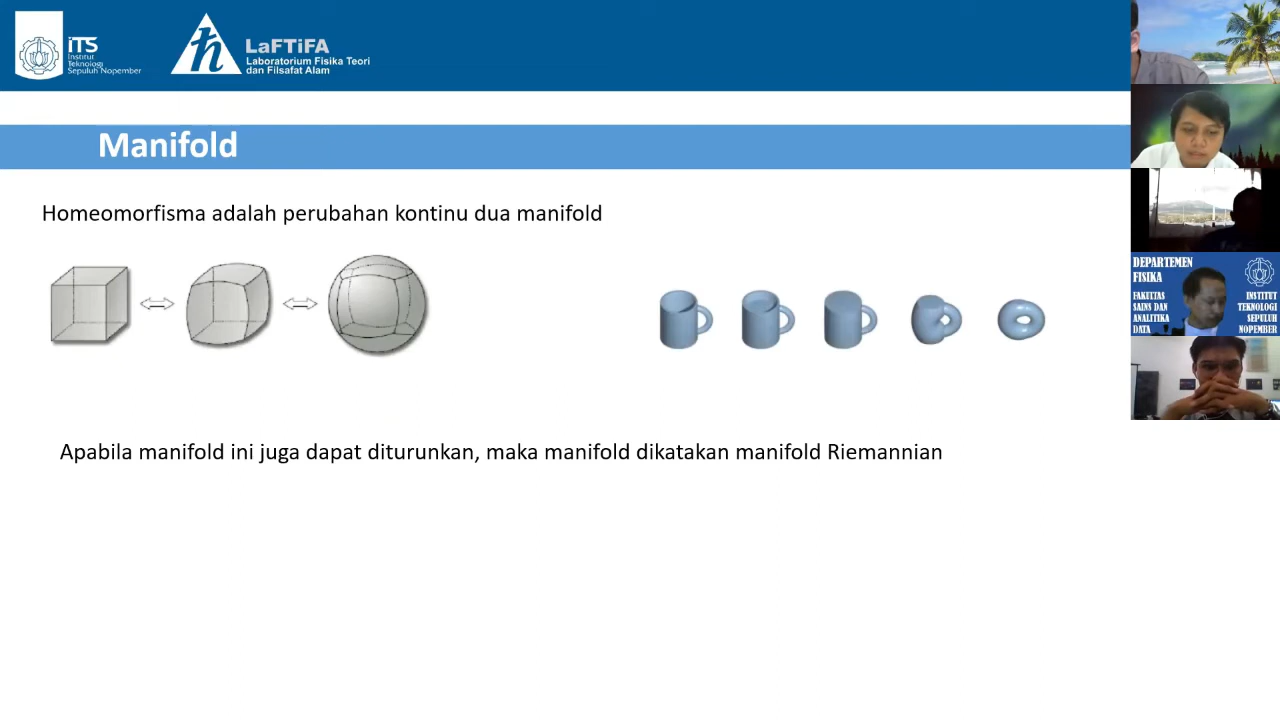 iTS
Institut
Teknologi
Sepuluh Nopember
ℏ
LaFTiFA
Laboratorium Fisika Teori
dan Filsafat Alam
Manifold
Homeomorfisma adalah perubahan kontinu dua manifold
Apabila manifold ini juga dapat diturunkan, maka manifold dikatakan manifold Riemannian
DEPARTEMEN
FISIKA
FAKULTAS
SAINS DAN
ANALITIKA
DATA
INSTITUT
TEKNOLOGI
SEPULUH
NOPEMBER